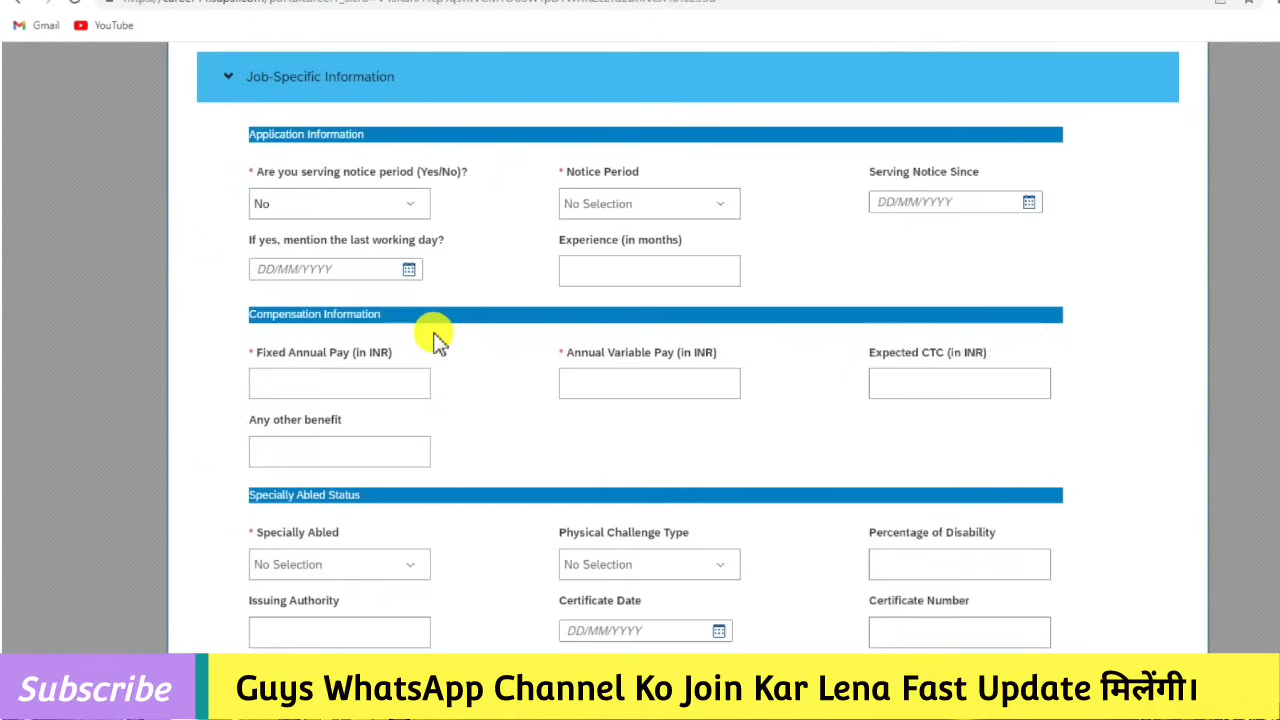 Gmail YouTube
Job-Specific Information
Application Information
* Are you serving notice period (Yes/No)? * Notice Period Serving Notice Since
No No Selection DD/MM/YYYY
If yes, mention the last working day? Experience (in months)
DD/MM/YYYY
Compensation Information
* Fixed Annual Pay (in INR) * Annual Variable Pay (in INR) Expected CTC (in INR)
Any other benefit
Specially Abled Status
* Specially Abled Physical Challenge Type Percentage of Disability
No Selection No Selection
Issuing Authority Certificate Date Certificate Number
DD/MM/YYYY
Subscribe Guys WhatsApp Channel Ko Join Kar Lena Fast Update मिलेंगी।